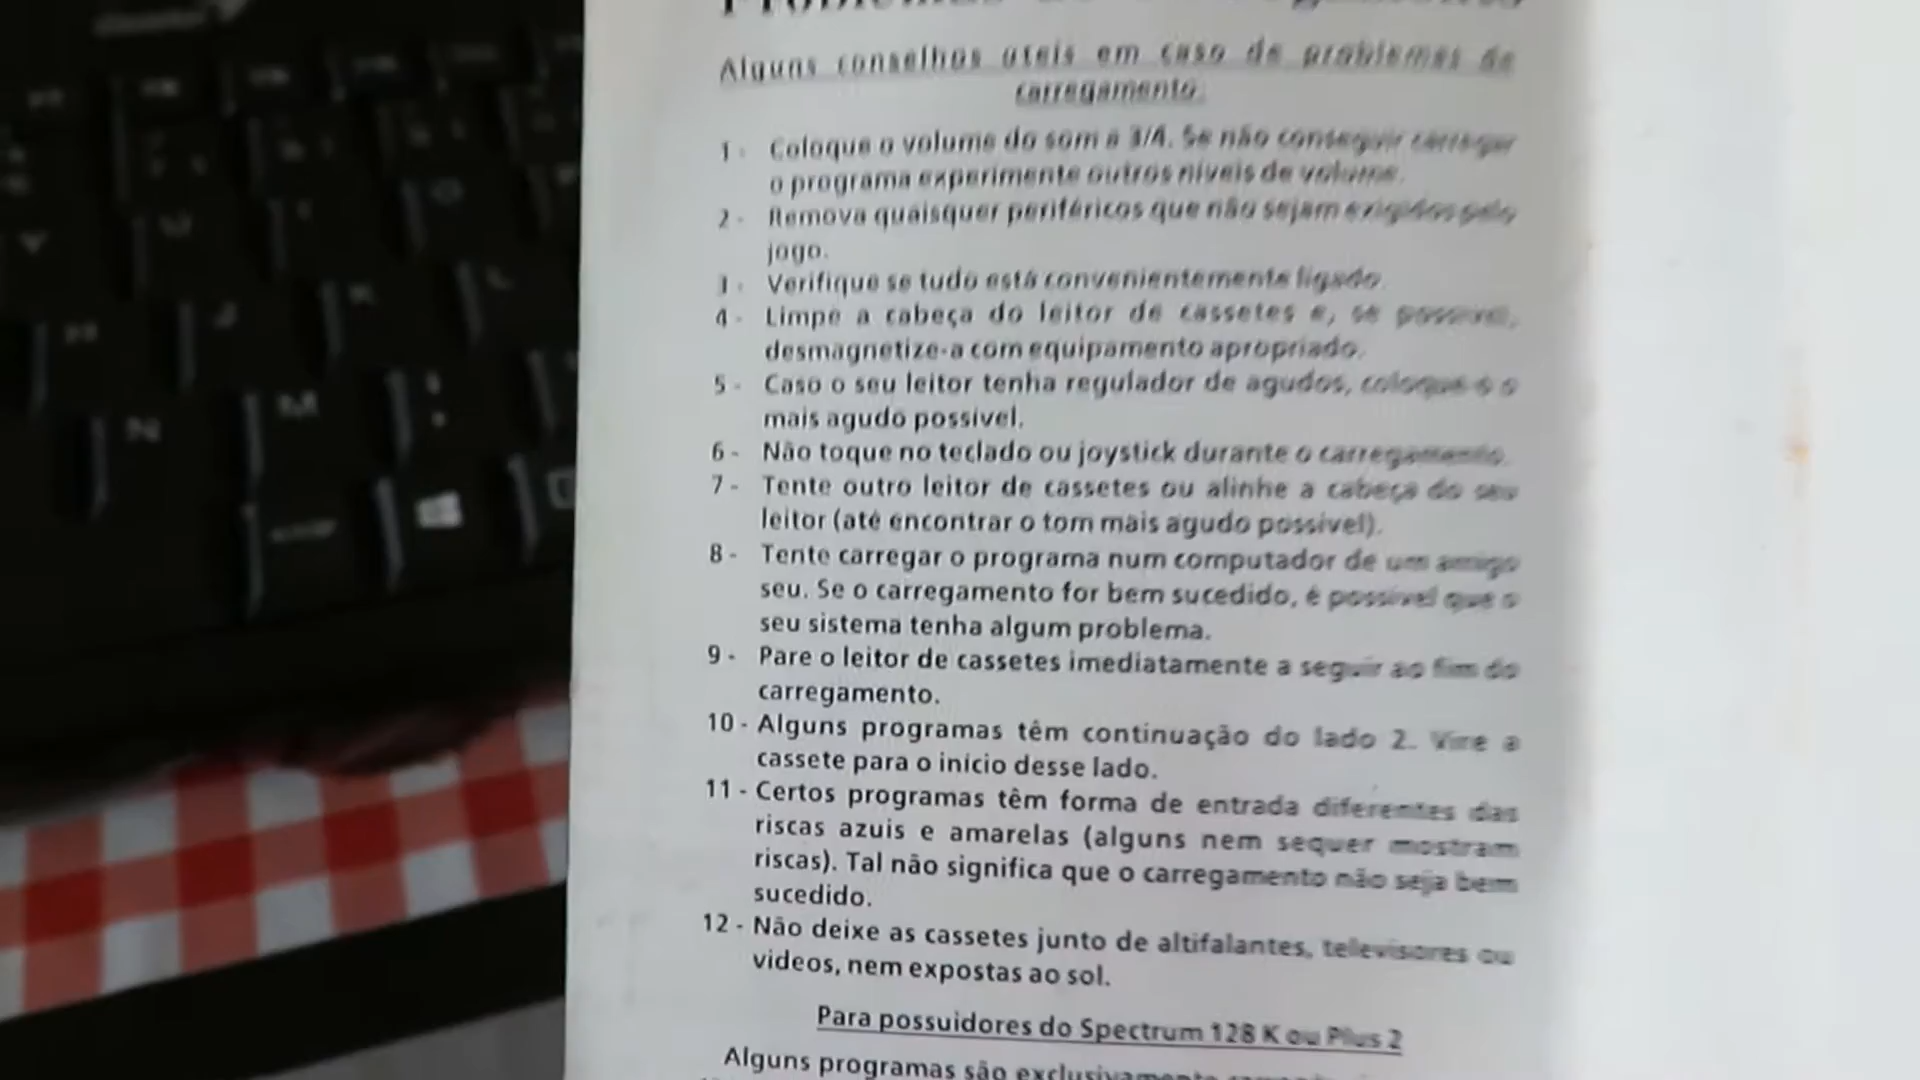 Problemas de
Alguns conselhos uteis em caso de problemas de
carregamento.
1 - Coloque o volume do som a 3/4. Se não conseguir carregar
o programa experimente outros níveis de volume.
2 - Remova quaisquer periféricos que não sejam exigidos pelo
jogo.
3 - Verifique se tudo está convenientemente ligado.
4 - Limpe a cabeça do leitor de cassetes e, se possivel,
desmagnetize-a com equipamento apropriado.
5 - Caso o seu leitor tenha regulador de agudos, coloque-o o
mais agudo possivel.
6 - Não toque no teclado ou joystick durante o carregamento.
7 - Tente outro leitor de cassetes ou alinhe a cabeça do seu
leitor (até encontrar o tom mais agudo possivel).
8 - Tente carregar o programa num computador de um amigo
seu. Se o carregamento for bem sucedido, é possivel que o
seu sistema tenha algum problema.
9 - Pare o leitor de cassetes imediatamente a seguir ao fim do
carregamento.
10 - Alguns programas têm continuação do lado 2. Vire a
cassete para o inicio desse lado.
11 - Certos programas têm forma de entrada diferentes das
riscas azuis e amarelas (alguns nem sequer mostram
riscas). Tal não significa que o carregamento não seja bem
sucedido.
12 - Não deixe as cassetes junto de altifalantes, televisores ou
videos, nem expostas ao sol.
Para possuidores do Spectrum 128 K ou Plus 2
Alguns programas são exclusivamente
N
M
K
L
J
H